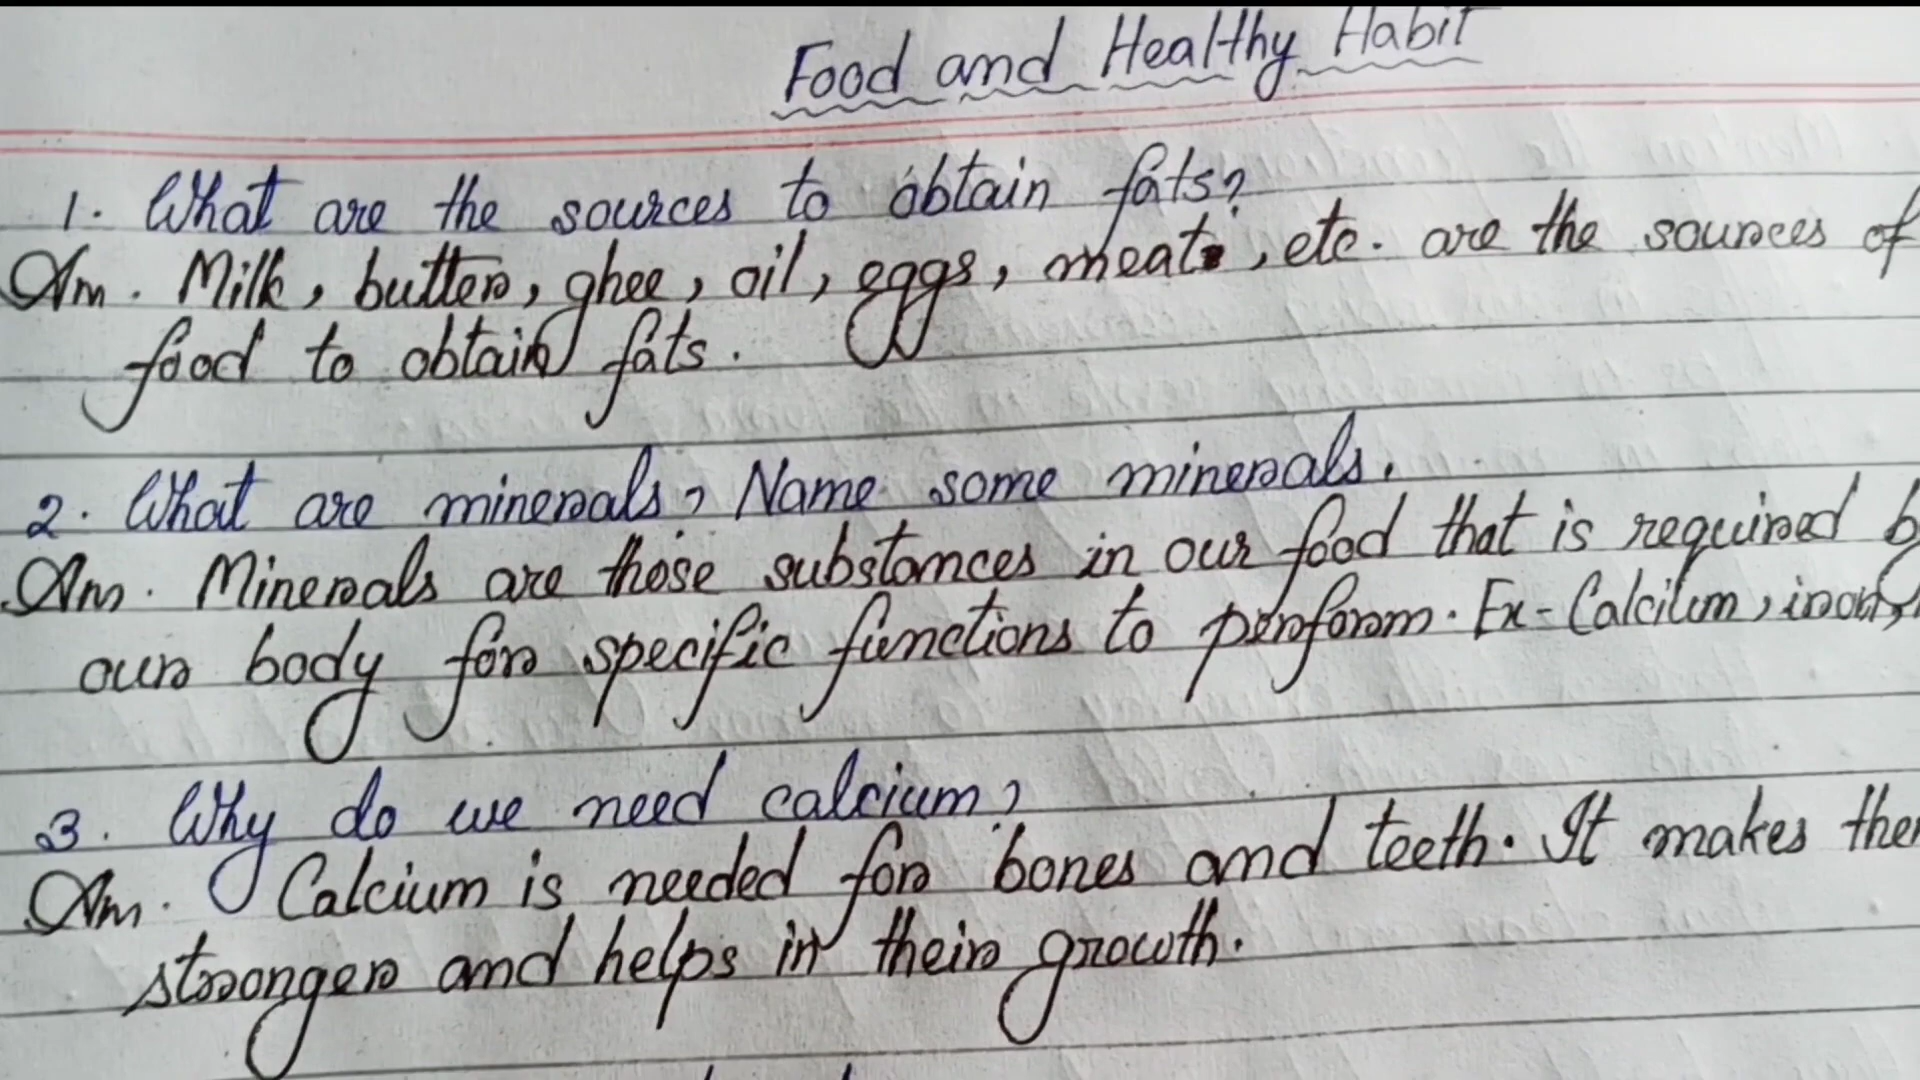 Food and Healthy Habit
1. What are the sources to obtain fats?
Ans. Milk, butter, ghee, oil, eggs, meat, etc. are the sources of
food to obtain fats.
2. What are minerals? Name some minerals.
Ans. Minerals are those substances in our food that is required
our body for specific functions to perform. Ex- Calcium, iron,
3. Why do we need calcium?
Ans. Calcium is needed for bones and teeth. It makes
stronger and helps in their growth.